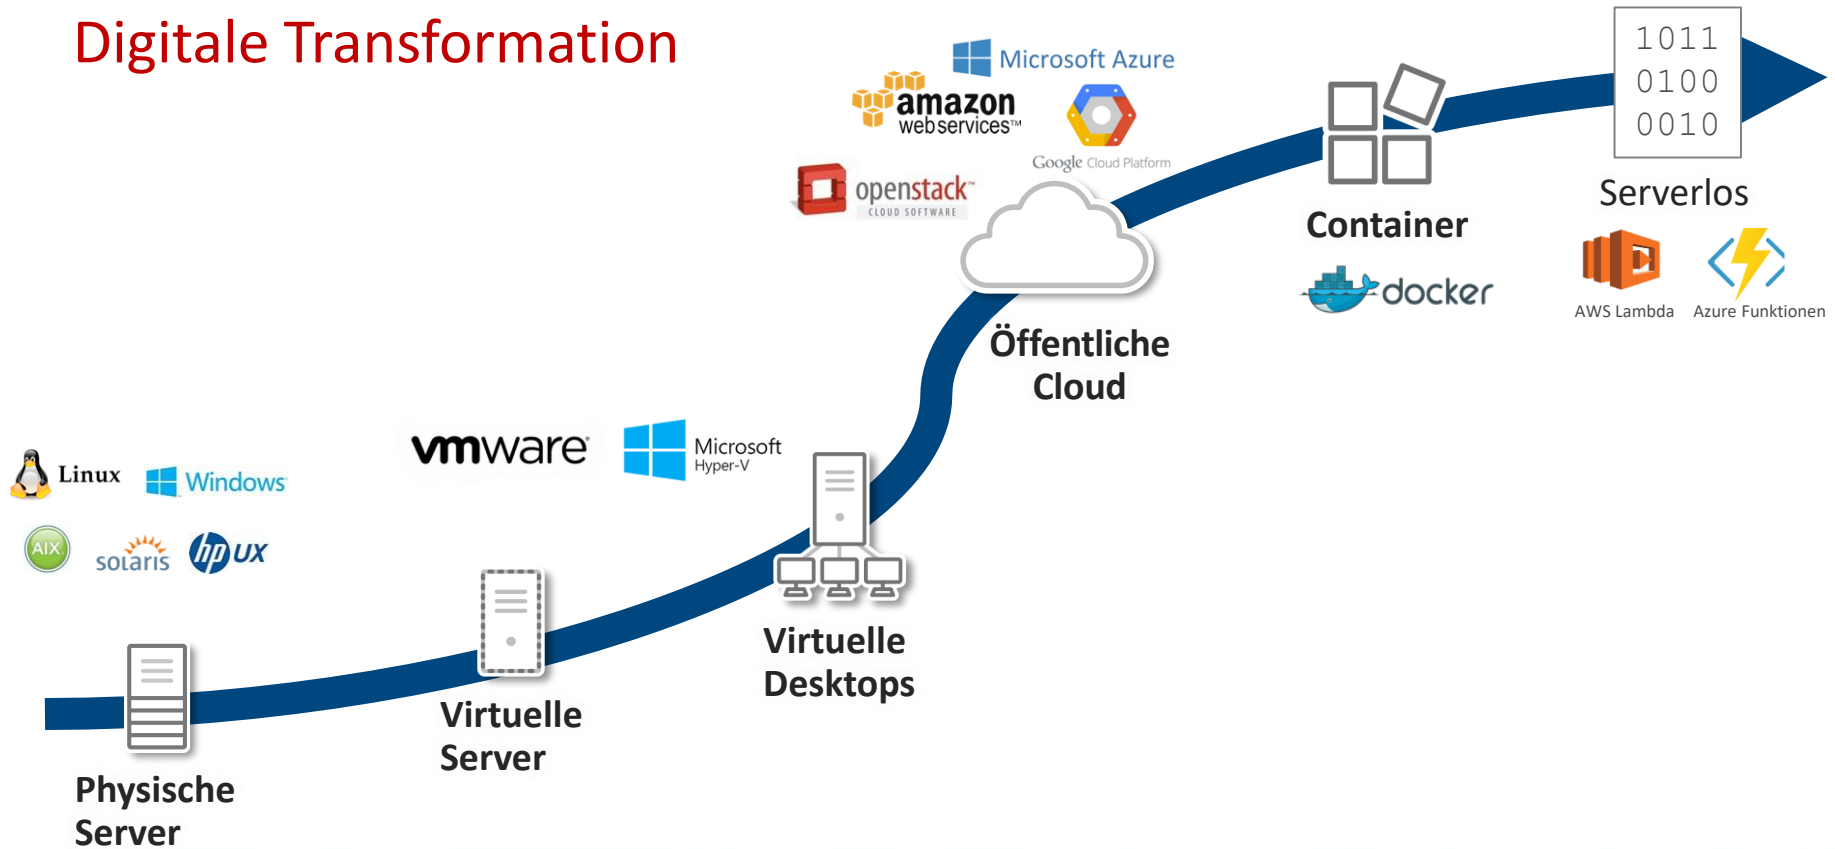 Digitale Transformation
Microsoft Azure
amazon
webservices™
Google Cloud Platform
openstack™
CLOUD SOFTWARE
1011
0100
0010
Serverlos
AWS Lambda
Azure Funktionen
Container
docker
Öffentliche
Cloud
vmware
Microsoft
Hyper-V
Linux
Windows
AIX
solaris
hp UX
Virtuelle
Desktops
Virtuelle
Server
Physische
Server